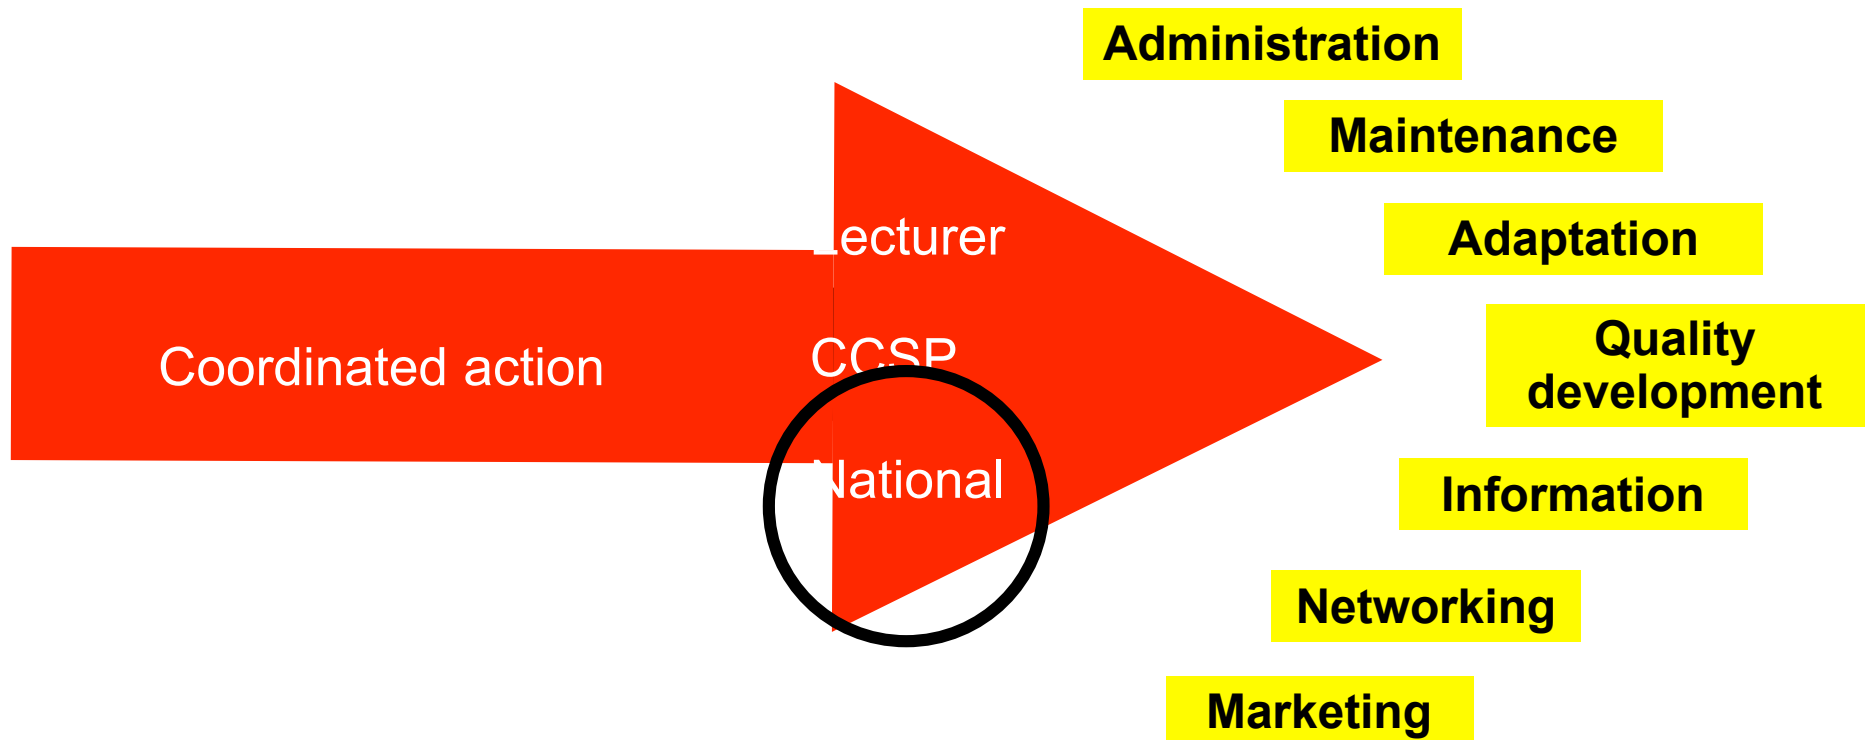 Administration
Maintenance
Lecturer
Adaptation
Coordinated action
CCSP
Quality
development
National
Information
Networking
Marketing